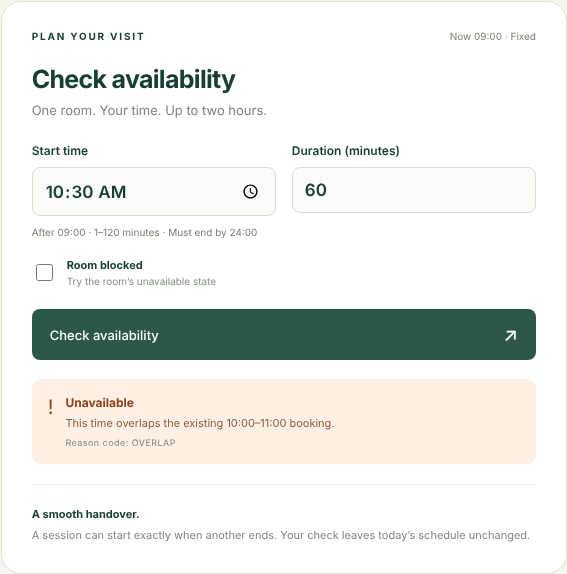 PLAN YOUR VISIT
Now 09:00 · Fixed
Check availability
One room. Your time. Up to two hours.
Start time
Duration (minutes)
10:30 AM
60
After 09:00 · 1–120 minutes · Must end by 24:00
Room blocked
Try the room's unavailable state
Check availability
!
Unavailable
This time overlaps the existing 10:00–11:00 booking.
Reason code: OVERLAP
A smooth handover.
A session can start exactly when another ends. Your check leaves today's schedule unchanged.